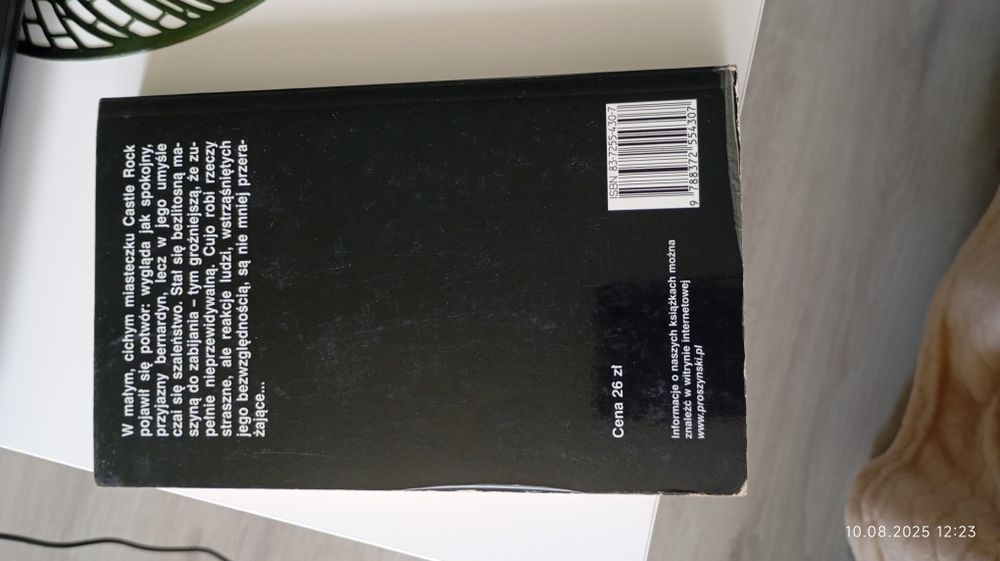 W małym, cichym miasteczku Castle Rock
pojawił się potwór: wygląda jak spokojny,
przyjazny bernardyn, lecz w jego umyśle
czai się szaleństwo. Stał się bezlitosną ma-
szyną do zabijania – tym groźniejszą, że zu-
pełnie nieprzewidywalną. Cujo robi rzeczy
straszne, ale reakcje ludzi, wstrząśniętych
jego bezwzględnością, są nie mniej przera-
żające...
Cena 26 zł
Informacje o naszych książkach można
znaleźć w witrynie internetowej
www.proszynski.pl
ISBN 83-7255-430-7
9 788372 554307
10.08.2025 12:23